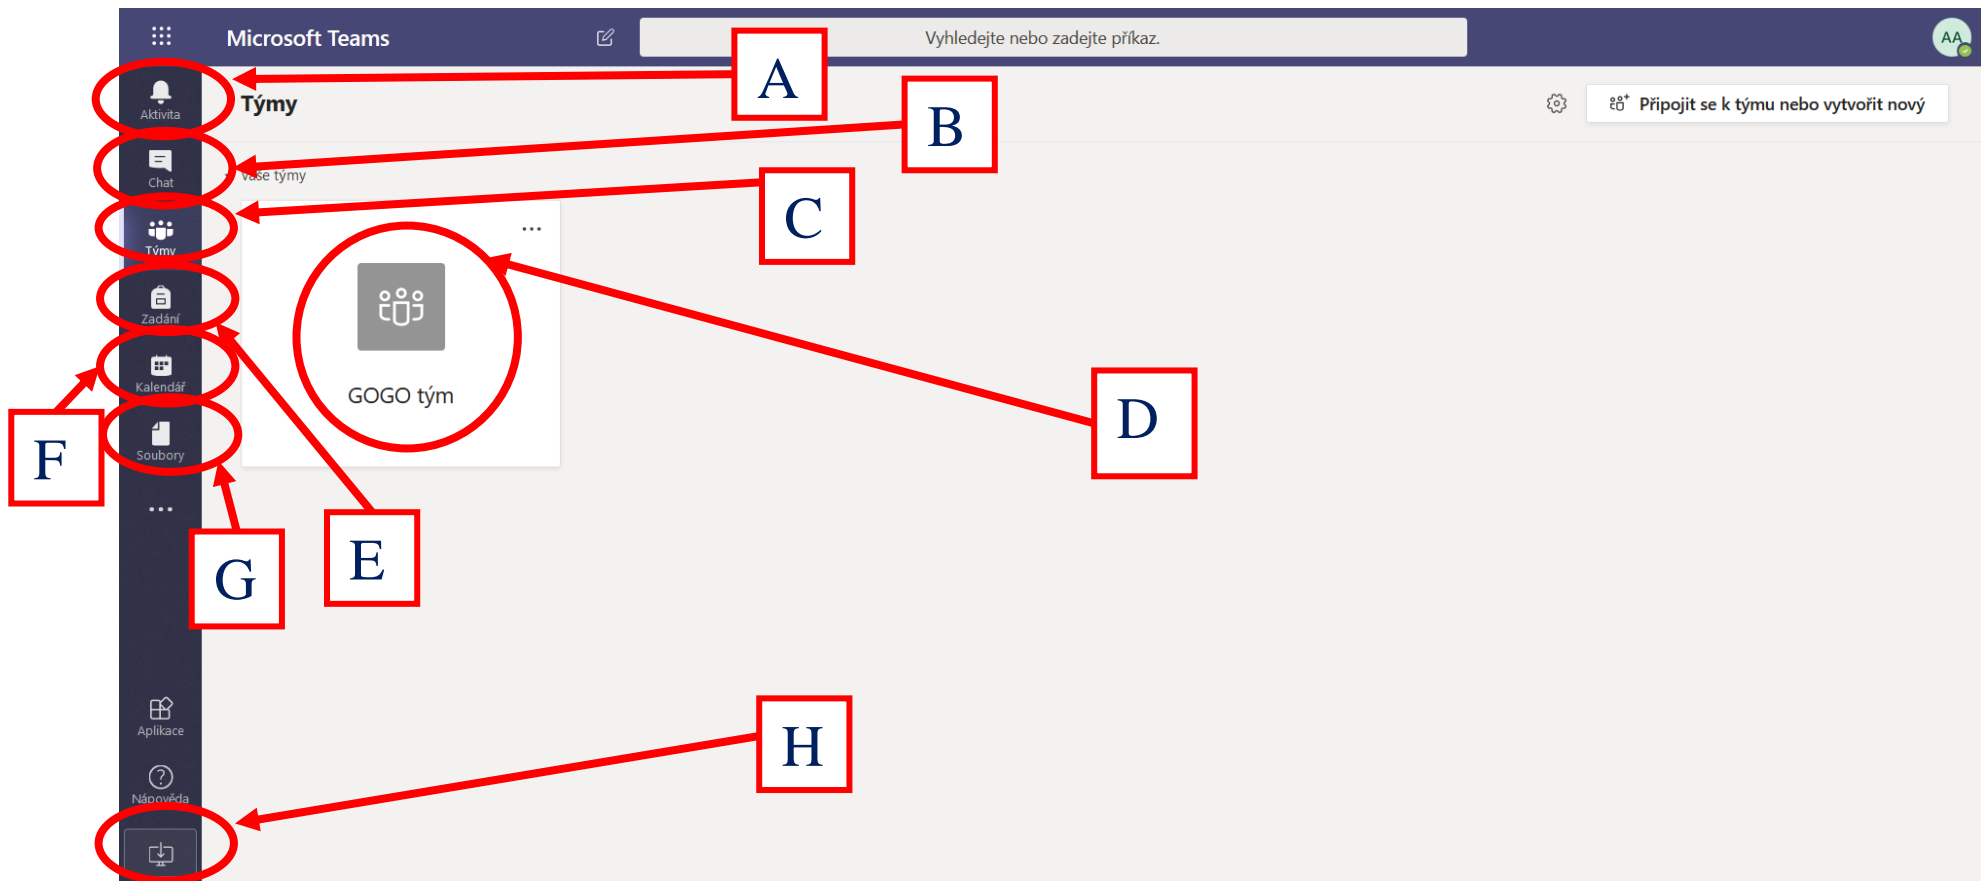 Microsoft Teams
Vyhledejte nebo zadejte příkaz.
AA
Aktivita
Týmy
Připojit se k týmu nebo vytvořit nový
A
B
Chat
Vaše týmy
C
Týmy
Zadání
Kalendář
GOGO tým
D
F
Soubory
E
G
Aplikace
H
Nápověda